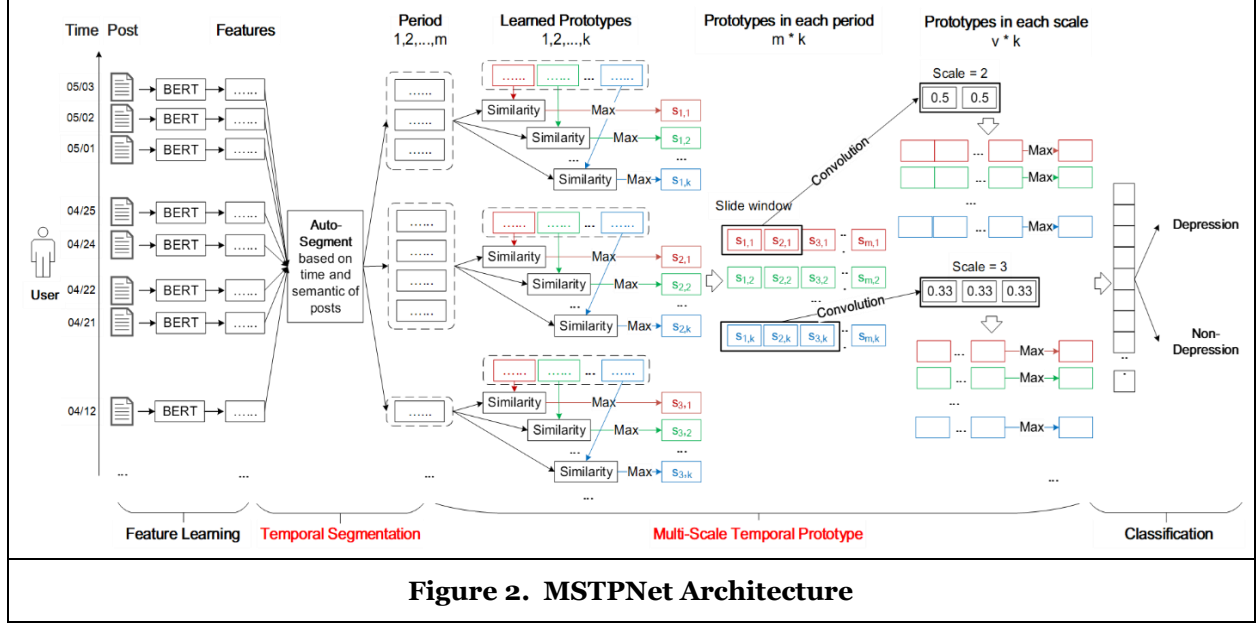 Time Post Features
Period
1,2,...,m
Learned Prototypes
1,2,...,k
Prototypes in each period
m * k
Prototypes in each scale
v * k
05/03 BERT ......
05/02 BERT ......
05/01 BERT ......
04/25 BERT ......
04/24 BERT ......
04/22 BERT ......
04/21 BERT ......
04/12 BERT ......
... ... ...
User
Auto-
Segment
based on
time and
semantic of
posts
......
......
......
......
......
......
......
......
...
...... ...... ... ......
Similarity Max s1,1
Similarity Max s1,2
... ...
Similarity Max s1,k
...... ...... ... ......
Similarity Max s2,1
Similarity Max s2,2
... ...
Similarity Max s2,k
...... ...... ... ......
Similarity Max s3,1
Similarity Max s3,2
... ...
Similarity Max s3,k
...
Slide window
s1,1 s2,1 s3,1 ... sm,1
s1,2 s2,2 s3,2 ... sm,2
...
s1,k s2,k s3,k ... sm,k
Convolution
Convolution
Scale = 2
0.5 0.5
... Max
... Max
...
... Max
Scale = 3
0.33 0.33 0.33
... Max
... Max
...
... Max
...
...
Depression
Non-
Depression
Feature Learning
Temporal Segmentation
Multi-Scale Temporal Prototype
Classification
Figure 2. MSTPNet Architecture